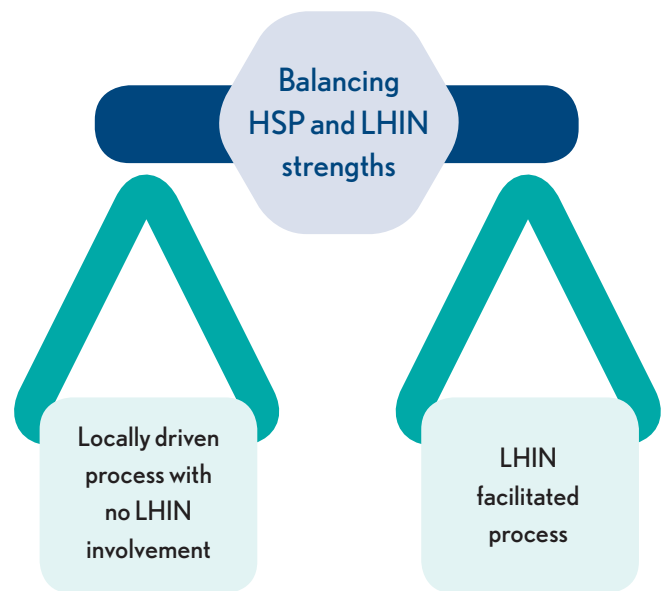 Balancing
HSP and LHIN
strengths
Locally driven
process with
no LHIN
involvement
LHIN
facilitated
process